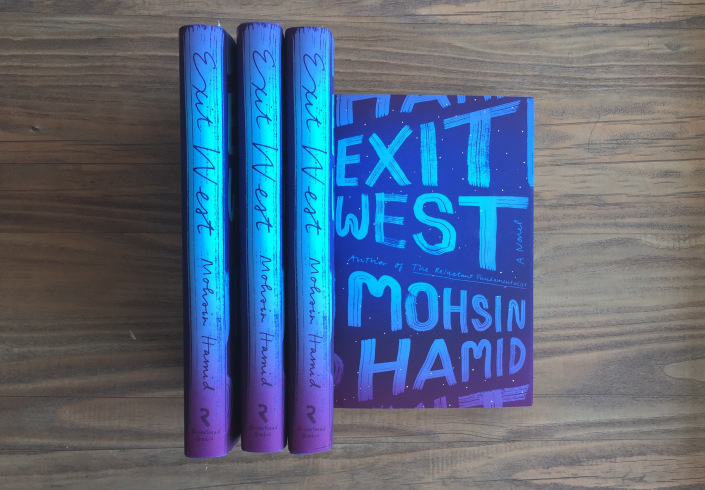 Exit West Mohsin Hamid
Riverhead Books
Exit West Mohsin Hamid
Riverhead Books
Exit West Mohsin Hamid
Riverhead Books
HAMI
EXIT
WEST
A Novel
Author of The Reluctant Fundamentalist
MOHSIN
HAMID